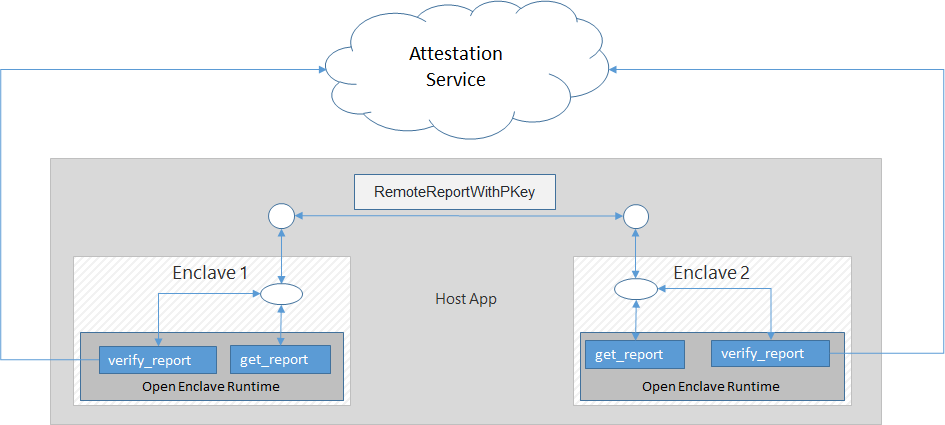 Attestation
Service
RemoteReportWithPKey
Enclave 1
Enclave 2
Host App
verify_report
get_report
get_report
verify_report
Open Enclave Runtime
Open Enclave Runtime